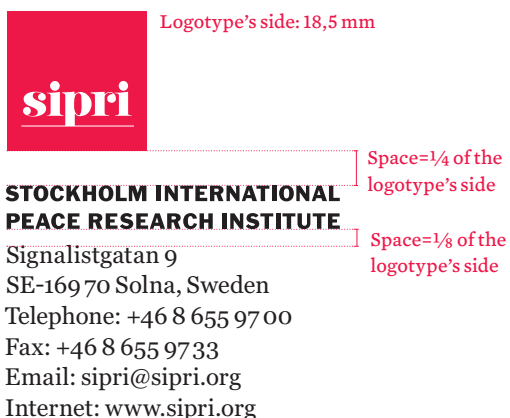 Logotype's side: 18,5 mm
sipri
Space=¼ of the
logotype's side
STOCKHOLM INTERNATIONAL
PEACE RESEARCH INSTITUTE
Space=⅛ of the
logotype's side
Signalistgatan 9
SE-169 70 Solna, Sweden
Telephone: +46 8 655 97 00
Fax: +46 8 655 97 33
Email: sipri@sipri.org
Internet: www.sipri.org